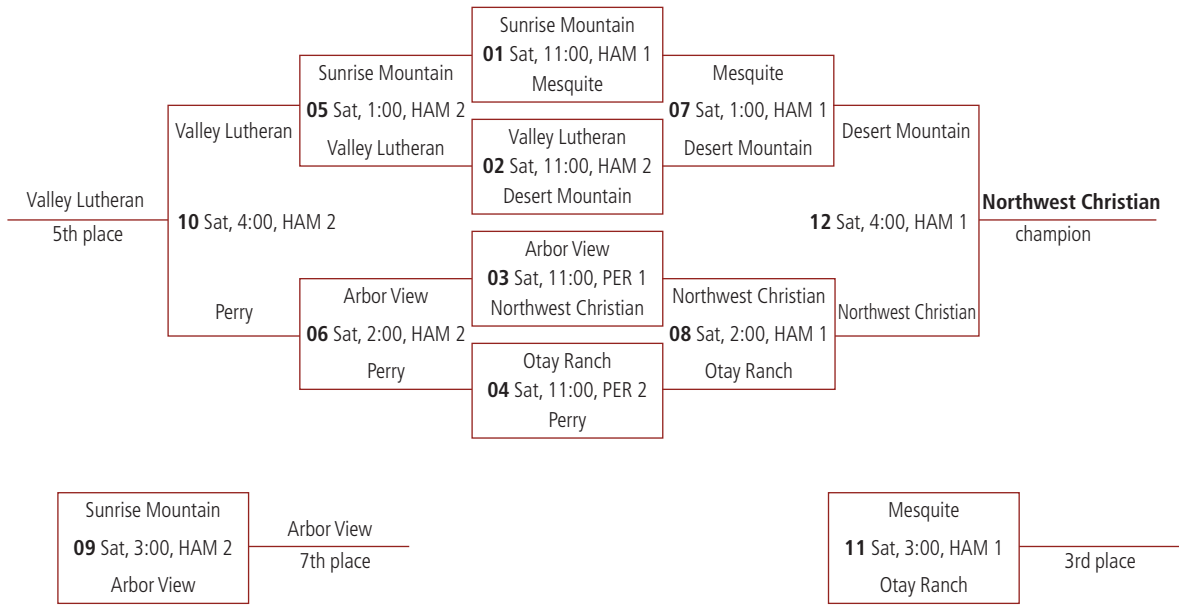 Sunrise Mountain
01 Sat, 11:00, HAM 1
Mesquite
Sunrise Mountain
05 Sat, 1:00, HAM 2
Valley Lutheran
Mesquite
07 Sat, 1:00, HAM 1
Desert Mountain
Valley Lutheran
02 Sat, 11:00, HAM 2
Desert Mountain
Valley Lutheran
Desert Mountain
Valley Lutheran
5th place
10 Sat, 4:00, HAM 2
12 Sat, 4:00, HAM 1
Northwest Christian
champion
Arbor View
03 Sat, 11:00, PER 1
Northwest Christian
Perry
Arbor View
06 Sat, 2:00, HAM 2
Perry
Northwest Christian
08 Sat, 2:00, HAM 1
Otay Ranch
Northwest Christian
Otay Ranch
04 Sat, 11:00, PER 2
Perry
Sunrise Mountain
09 Sat, 3:00, HAM 2
Arbor View
Arbor View
7th place
Mesquite
11 Sat, 3:00, HAM 1
Otay Ranch
3rd place